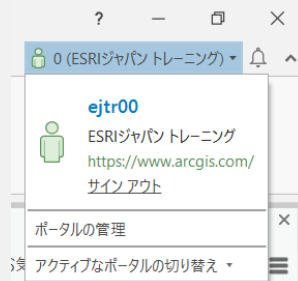 ?
0 (ESRIジャパン トレーニング)
ejtr00
ESRIジャパン トレーニング
https://www.arcgis.com/
サイン アウト
ポータルの管理
アクティブなポータルの切り替え